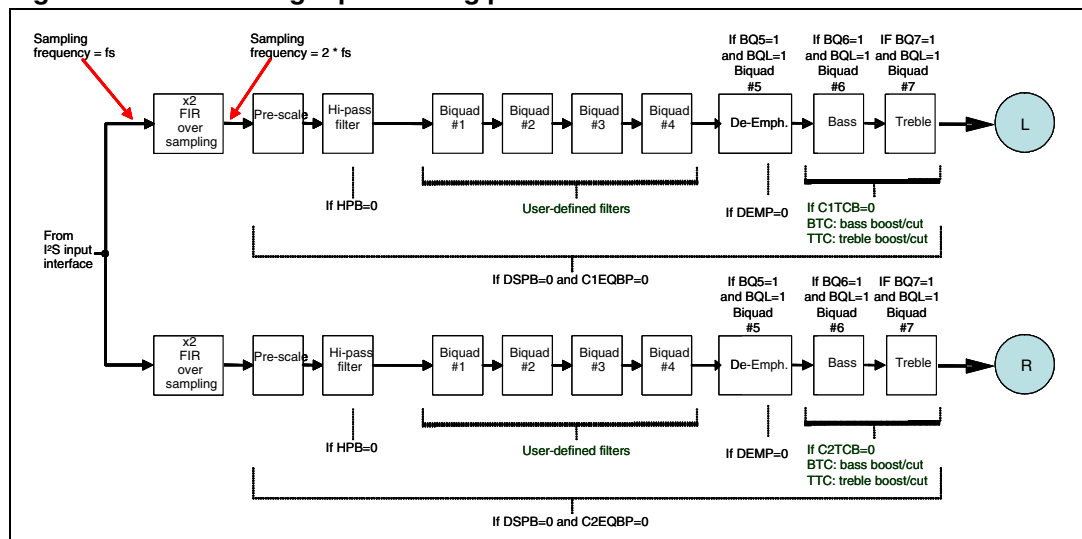 Sampling
frequency = fs
Sampling
frequency = 2 * fs
If BQ5=1
and BQL=1
Biquad
#5
If BQ6=1
and BQL=1
Biquad
#6
IF BQ7=1
and BQL=1
Biquad
#7
x2
FIR
over
sampling
Pre-scale
Hi-pass
filter
Biquad
#1
Biquad
#2
Biquad
#3
Biquad
#4
De-Emph.
Bass
Treble
L
If HPB=0
User-defined filters
If DEMP=0
If C1TCB=0
BTC: bass boost/cut
TTC: treble boost/cut
From
I²S input
interface
If DSPB=0 and C1EQBP=0
If BQ5=1
and BQL=1
Biquad
#5
If BQ6=1
and BQL=1
Biquad
#6
IF BQ7=1
and BQL=1
Biquad
#7
x2
FIR
over
sampling
Pre-scale
Hi-pass
filter
Biquad
#1
Biquad
#2
Biquad
#3
Biquad
#4
De-Emph.
Bass
Treble
R
If HPB=0
User-defined filters
If DEMP=0
If C2TCB=0
BTC: bass boost/cut
TTC: treble boost/cut
If DSPB=0 and C2EQBP=0